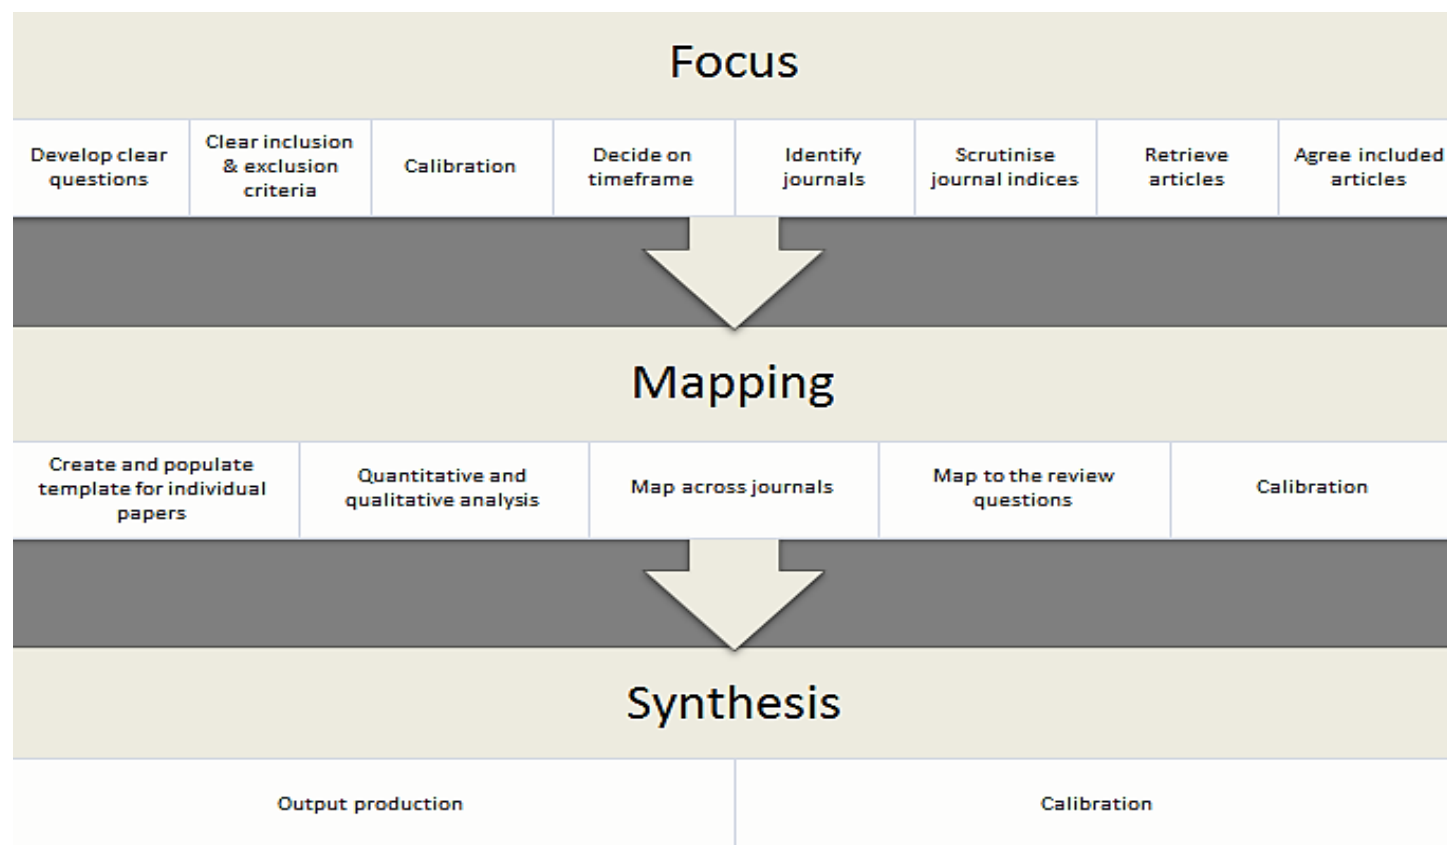 Focus
Develop clear
questions
Clear inclusion
& exclusion
criteria
Calibration
Decide on
timeframe
Identify
journals
Scrutinise
journal indices
Retrieve
articles
Agree included
articles
Mapping
Create and populate
template for individual
papers
Quantitative and
qualitative analysis
Map across journals
Map to the review
questions
Calibration
Synthesis
Output production
Calibration